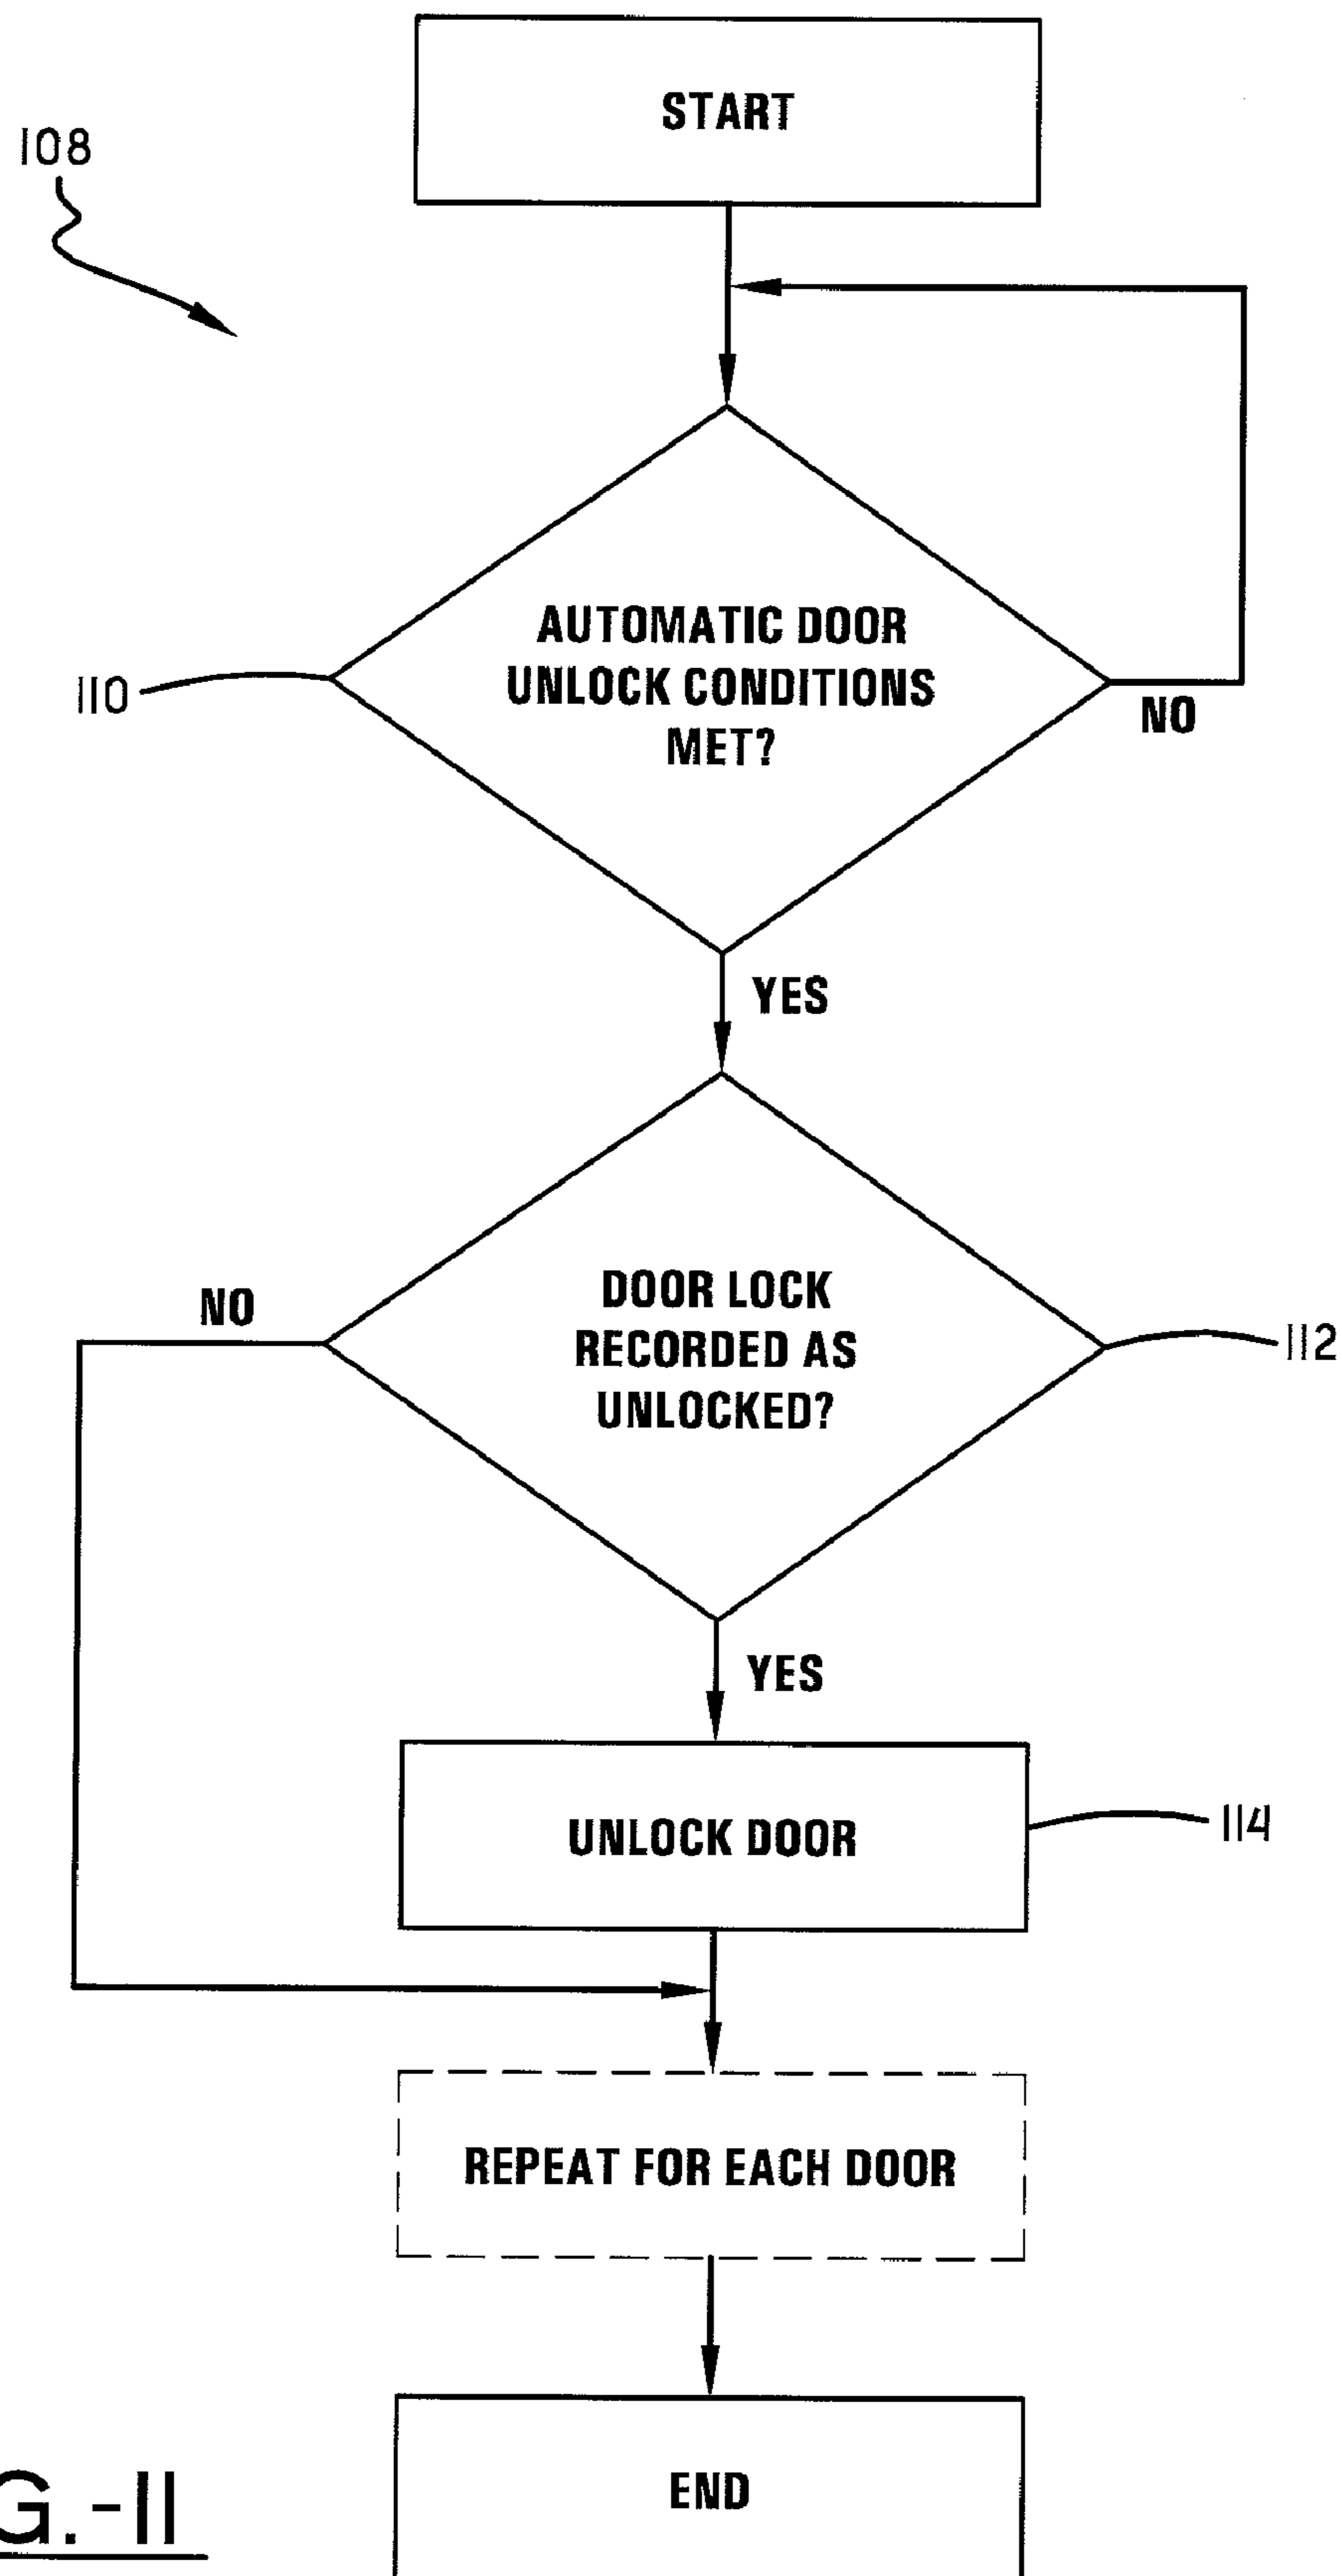 START
108
AUTOMATIC DOOR
UNLOCK CONDITIONS
MET?
110
NO
YES
DOOR LOCK
RECORDED AS
UNLOCKED?
NO
112
YES
UNLOCK DOOR
114
REPEAT FOR EACH DOOR
END
G.-11